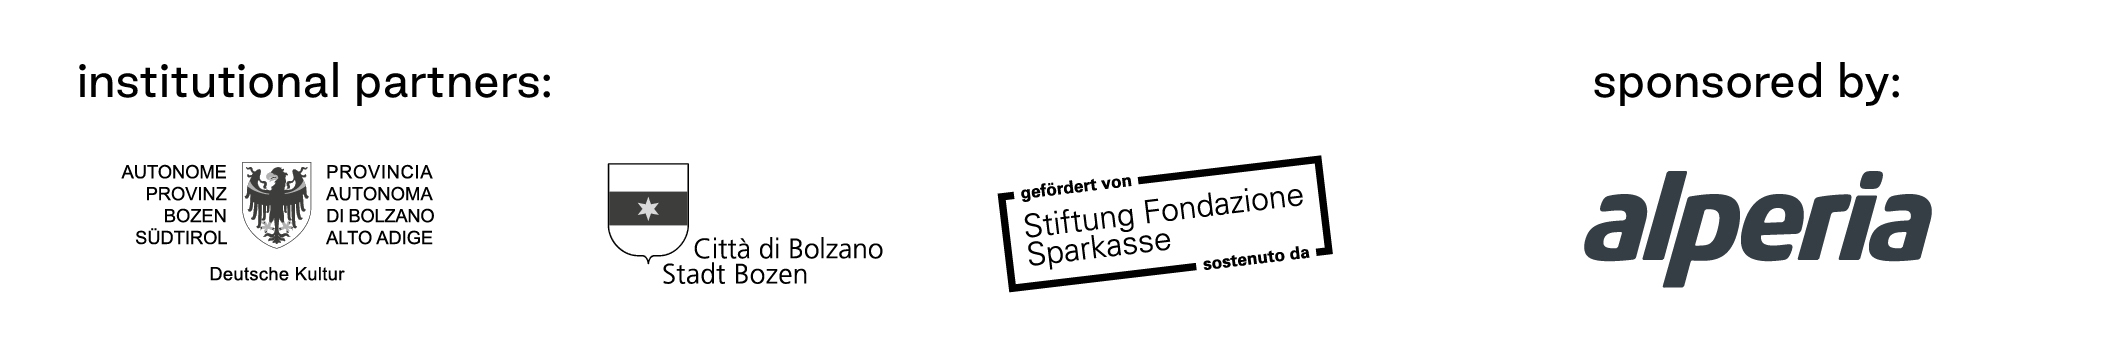 institutional partners:
AUTONOME
PROVINZ
BOZEN
SÜDTIROL
PROVINCIA
AUTONOMA
DI BOLZANO
ALTO ADIGE
Deutsche Kultur
Città di Bolzano
Stadt Bozen
gefördert von
Stiftung Fondazione
Sparkasse
sostenuto da
sponsored by:
alperia